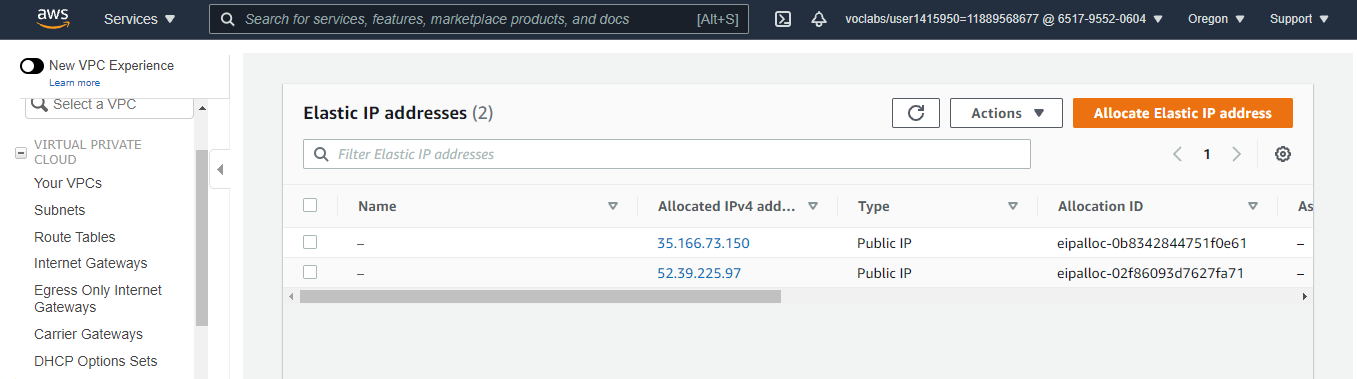 aws
Services
Search for services, features, marketplace products, and docs [Alt+S]
voclabs/user1415950=11889568677 @ 6517-9552-0604
Oregon
Support
New VPC Experience
Learn more
Select a VPC
VIRTUAL PRIVATE
CLOUD
Your VPCs
Subnets
Route Tables
Internet Gateways
Egress Only Internet
Gateways
Carrier Gateways
DHCP Options Sets
Elastic IP addresses (2)
Actions
Allocate Elastic IP address
Filter Elastic IP addresses
1
Name Allocated IPv4 add... Type Allocation ID As
– 35.166.73.150 Public IP eipalloc-0b8342844751f0e61 –
– 52.39.225.97 Public IP eipalloc-02f86093d7627fa71 –